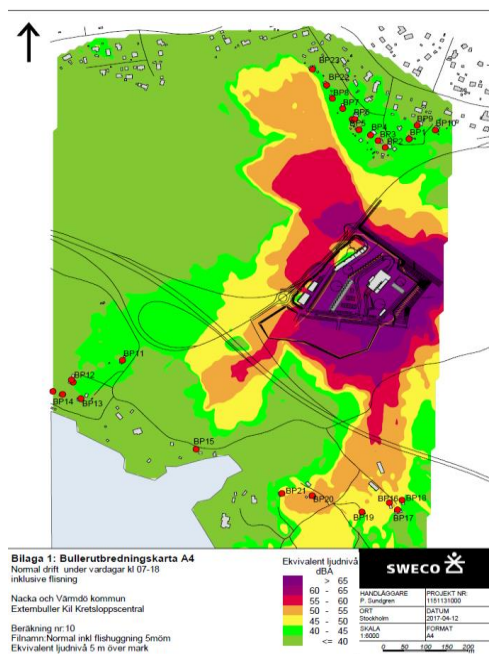 BP23
BP22
BP8
BP7
BP6
BP5
BP4
BP3
BP2
BP9
BP1
BP10
BP11
BP12
BP14
BP13
BP15
BP21
BP20
BP16
BP18
BP19
BP17
Bilaga 1: Bullerutbredningskarta A4
Normal drift under vardagar kl 07-18
inklusive flisning
Nacka och Värmdö kommun
Externbuller Kil Kretsloppscentral
Beräkning nr:10
Filnamn:Normal inkl flishuggning 5möm
Ekvivalent ljudnivå 5 m över mark
Ekvivalent ljudnivå
dBA
> 65
60 - 65
55 - 60
50 - 55
45 - 50
40 - 45
<= 40
SWECO
HANDLÄGGARE
P. Sundgren
PROJEKT NR:
1181131000
ORT
Stockholm
DATUM
2017-04-12
SKALA
1:6000
FORMAT
A4
0 50 100 150 200
m